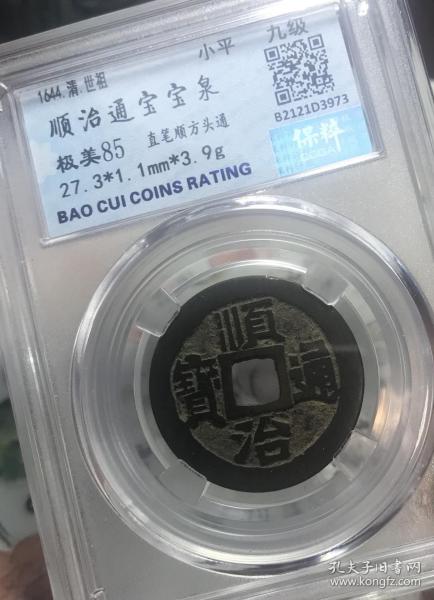 1644.清.世祖
小平
九级
顺治通宝宝泉
极美85
直笔顺方头通
27.3*1.1mm*3.9g
BAO CUI COINS RATING
B2121D3973
保粹
CCGA
順治通寶
孔夫子旧书网
www.kongfz.com